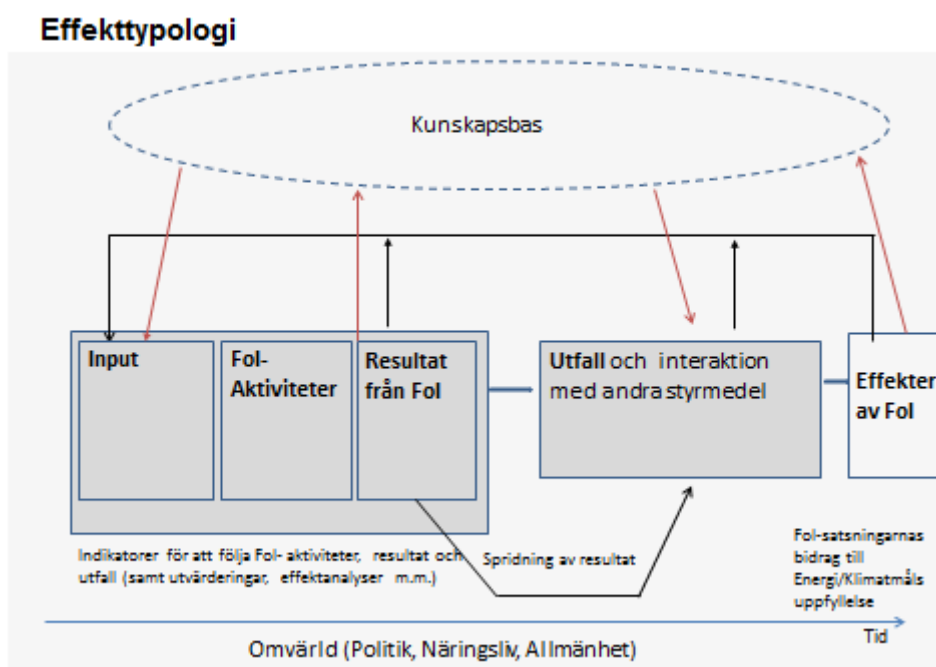 Effekttypologi
Kunskapsbas
Input
FoI-
Aktiviteter
Resultat
från FoI
Utfall och interaktion
med andra styrmedel
Effekter
av FoI
Indikatorer för att följa FoI- aktiviteter, resultat och
utfall (samt utvärderingar, effektanalyser m.m.)
Spridning av resultat
FoI-satsningarnas
bidrag till
Energi/Klimatmåls
uppfyllelse
Tid
Omvärld (Politik, Näringsliv, Allmänhet)